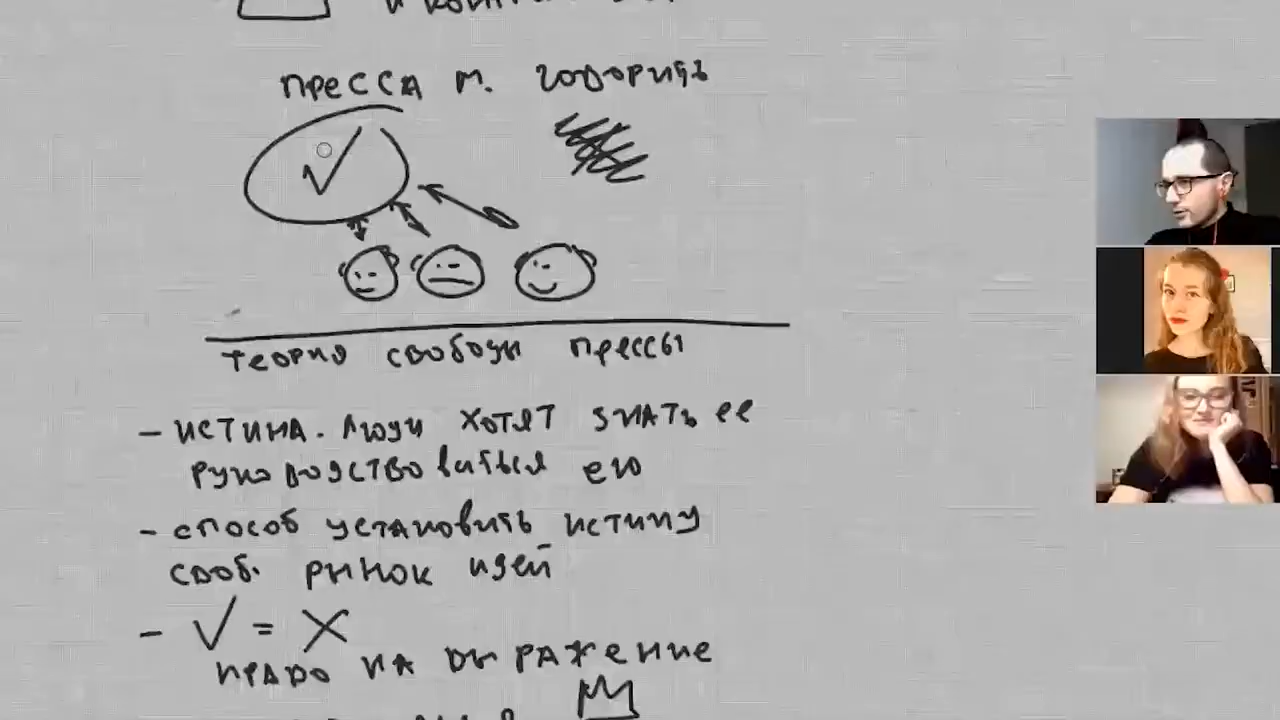 ПРЕССА М. ГОВОРИТЬ
ТЕОРИЯ СВОБОДЫ ПРЕССЫ
– ИСТИНА. ЛЮДИ ХОТЯТ ЗНАТЬ ЕЕ
РУКОВОДСТВОВАТЬСЯ ЕЮ
– СПОСОБ УСТАНОВИТЬ ИСТИНУ
СВОБ. РЫНОК ИДЕЙ
– √ = X
ПРАВО НА ВЫРАЖЕНИЕ